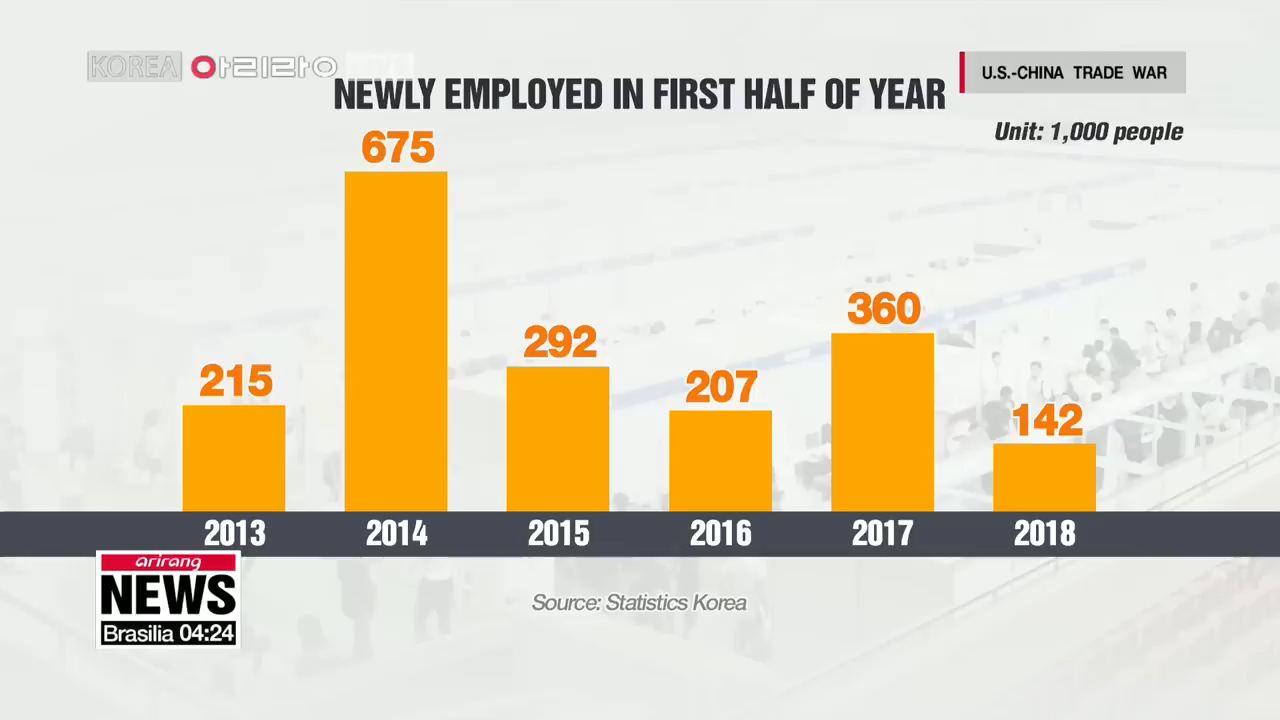 KOREA 아리랑
NEWLY EMPLOYED IN FIRST HALF OF YEAR
U.S.-CHINA TRADE WAR
Unit: 1,000 people
215
675
292
207
360
142
2013
2014
2015
2016
2017
2018
Source: Statistics Korea
arirang
NEWS
Brasilia 04:24